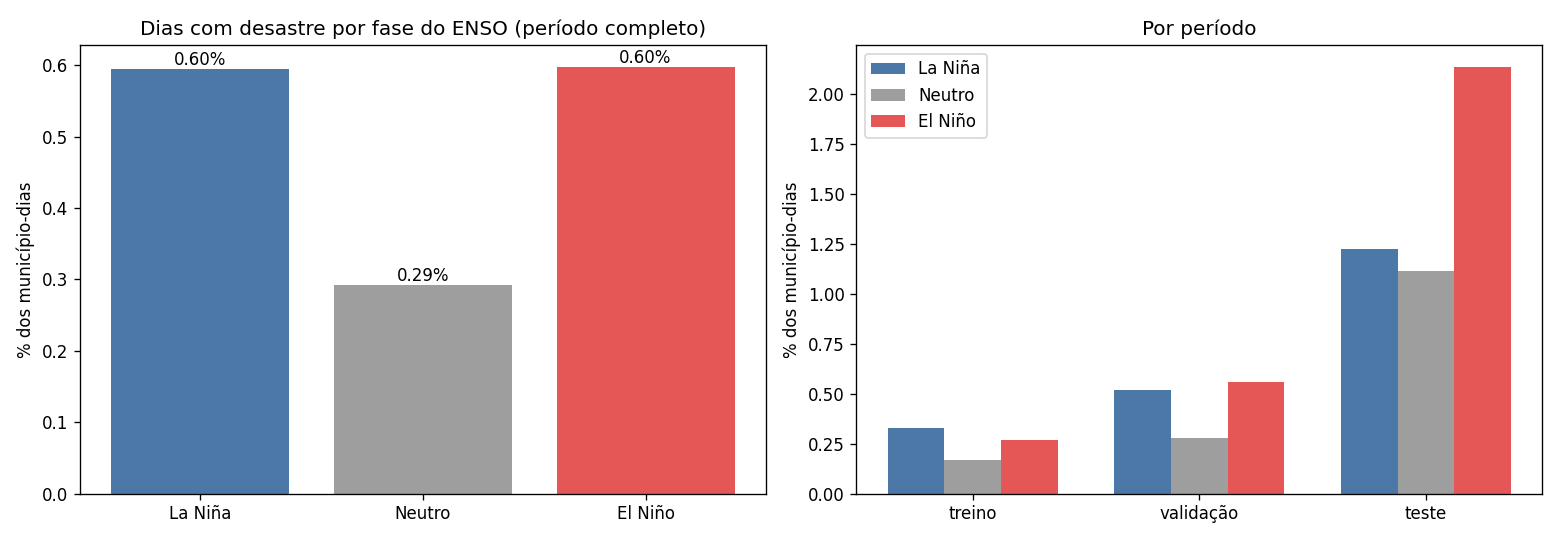 Dias com desastre por fase do ENSO (período completo)
% dos município-dias
0.6
0.5
0.4
0.3
0.2
0.1
0.0
0.60%
0.29%
0.60%
La Niña
Neutro
El Niño
Por período
% dos município-dias
2.00
1.75
1.50
1.25
1.00
0.75
0.50
0.25
0.00
La Niña
Neutro
El Niño
treino
validação
teste